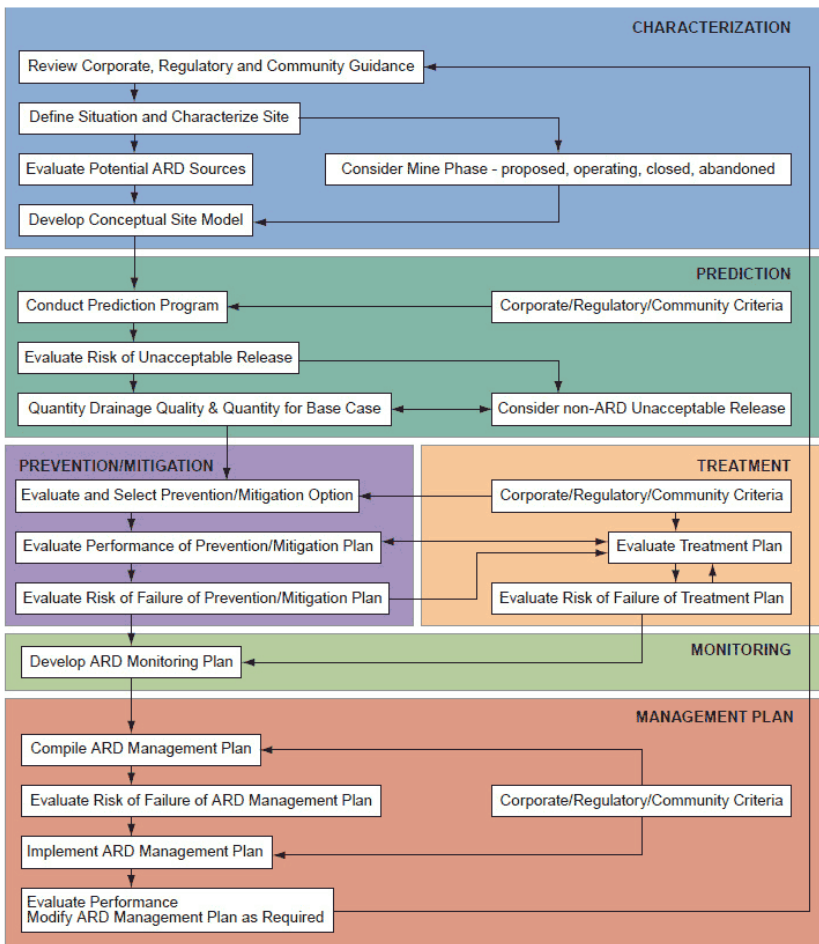 CHARACTERIZATION
Review Corporate, Regulatory and Community Guidance
Define Situation and Characterize Site
Evaluate Potential ARD Sources
Consider Mine Phase - proposed, operating, closed, abandoned
Develop Conceptual Site Model
PREDICTION
Conduct Prediction Program
Corporate/Regulatory/Community Criteria
Evaluate Risk of Unacceptable Release
Quantity Drainage Quality & Quantity for Base Case
Consider non-ARD Unacceptable Release
PREVENTION/MITIGATION
Evaluate and Select Prevention/Mitigation Option
Evaluate Performance of Prevention/Mitigation Plan
Evaluate Risk of Failure of Prevention/Mitigation Plan
TREATMENT
Corporate/Regulatory/Community Criteria
Evaluate Treatment Plan
Evaluate Risk of Failure of Treatment Plan
MONITORING
Develop ARD Monitoring Plan
MANAGEMENT PLAN
Compile ARD Management Plan
Evaluate Risk of Failure of ARD Management Plan
Corporate/Regulatory/Community Criteria
Implement ARD Management Plan
Evaluate Performance
Modify ARD Management Plan as Required